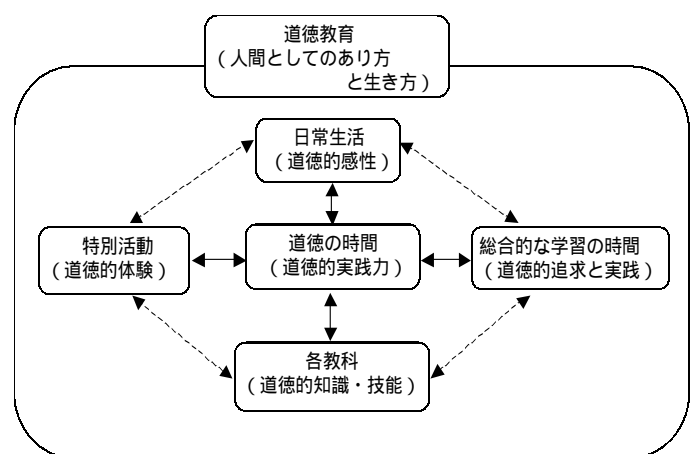 道徳教育
（人間としてのあり方
と生き方）
日常生活
（道徳的感性）
特別活動
（道徳的体験）
道徳の時間
（道徳的実践力）
総合的な学習の時間
（道徳的追求と実践）
各教科
（道徳的知識・技能）